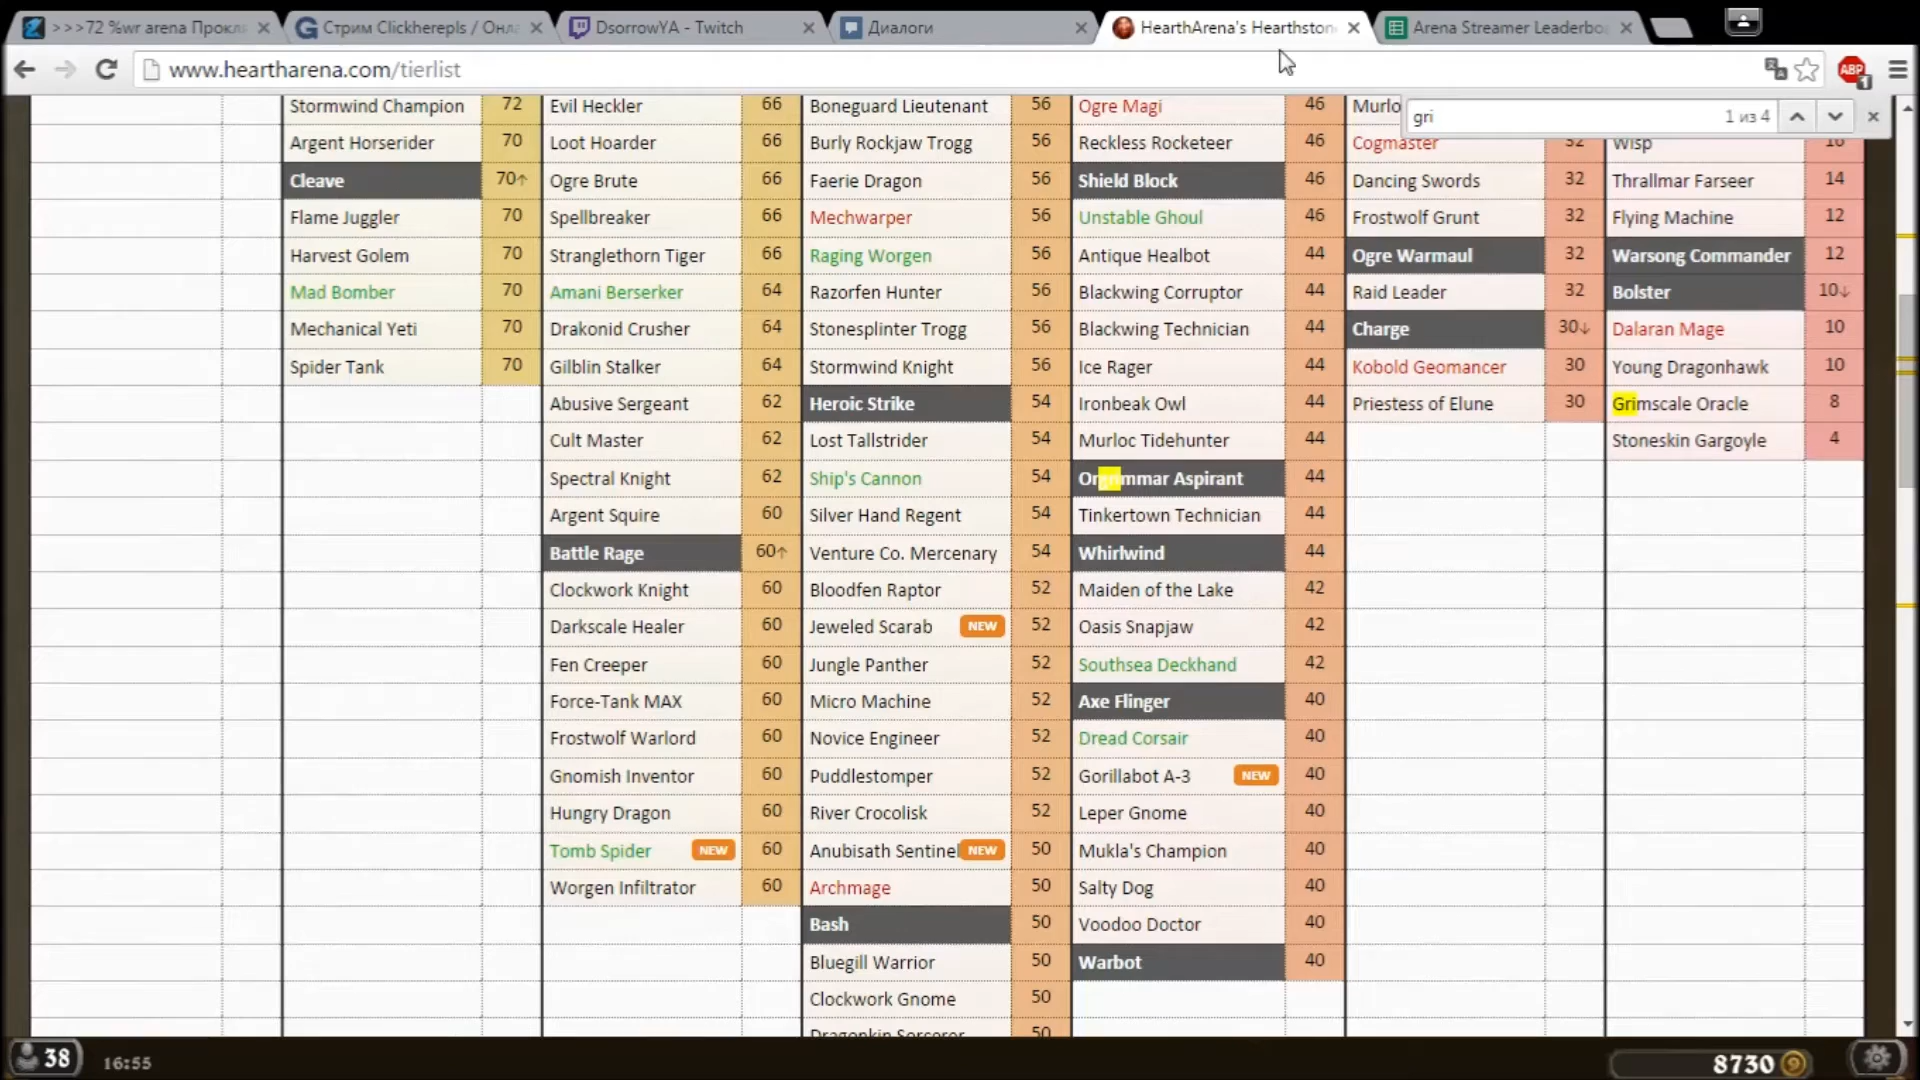 >>>72 %wr arena Прокля
Стрим Clickherepls / Онла
DsorrowYA - Twitch
Диалоги
HearthArena's Hearthston
Arena Streamer Leaderbo
www.heartharena.com/tierlist
ABP
1
gri
1 из 4
Stormwind Champion 72 Evil Heckler 66 Boneguard Lieutenant 56 Ogre Magi 46 Murlo
Argent Horserider 70 Loot Hoarder 66 Burly Rockjaw Trogg 56 Reckless Rocketeer 46 Cogmaster 32 Wisp 16
Cleave 70↑ Ogre Brute 66 Faerie Dragon 56 Shield Block 46 Dancing Swords 32 Thrallmar Farseer 14
Flame Juggler 70 Spellbreaker 66 Mechwarper 56 Unstable Ghoul 46 Frostwolf Grunt 32 Flying Machine 12
Harvest Golem 70 Stranglethorn Tiger 66 Raging Worgen 56 Antique Healbot 44 Ogre Warmaul 32 Warsong Commander 12
Mad Bomber 70 Amani Berserker 64 Razorfen Hunter 56 Blackwing Corruptor 44 Raid Leader 32 Bolster 10↓
Mechanical Yeti 70 Drakonid Crusher 64 Stonesplinter Trogg 56 Blackwing Technician 44 Charge 30↓ Dalaran Mage 10
Spider Tank 70 Gilblin Stalker 64 Stormwind Knight 56 Ice Rager 44 Kobold Geomancer 30 Young Dragonhawk 10
Abusive Sergeant 62 Heroic Strike 54 Ironbeak Owl 44 Priestess of Elune 30 Grimscale Oracle 8
Cult Master 62 Lost Tallstrider 54 Murloc Tidehunter 44 Stoneskin Gargoyle 4
Spectral Knight 62 Ship's Cannon 54 Orgrimmar Aspirant 44
Argent Squire 60 Silver Hand Regent 54 Tinkertown Technician 44
Battle Rage 60↑ Venture Co. Mercenary 54 Whirlwind 44
Clockwork Knight 60 Bloodfen Raptor 52 Maiden of the Lake 42
Darkscale Healer 60 Jeweled Scarab NEW 52 Oasis Snapjaw 42
Fen Creeper 60 Jungle Panther 52 Southsea Deckhand 42
Force-Tank MAX 60 Micro Machine 52 Axe Flinger 40
Frostwolf Warlord 60 Novice Engineer 52 Dread Corsair 40
Gnomish Inventor 60 Puddlestomper 52 Gorillabot A-3 NEW 40
Hungry Dragon 60 River Crocolisk 52 Leper Gnome 40
Tomb Spider NEW 60 Anubisath Sentinel NEW 50 Mukla's Champion 40
Worgen Infiltrator 60 Archmage 50 Salty Dog 40
Bash 50 Voodoo Doctor 40
Bluegill Warrior 50 Warbot 40
Clockwork Gnome 50
Dragonkin Sorcerer 50
38
16:55
8730